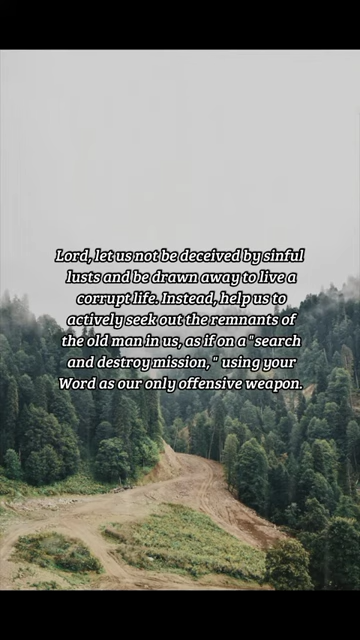 Lord, let us not be deceived by sinful
lusts and be drawn away to live a
corrupt life. Instead, help us to
actively seek out the remnants of
the old man in us, as if on a "search
and destroy mission," using your
Word as our only offensive weapon.